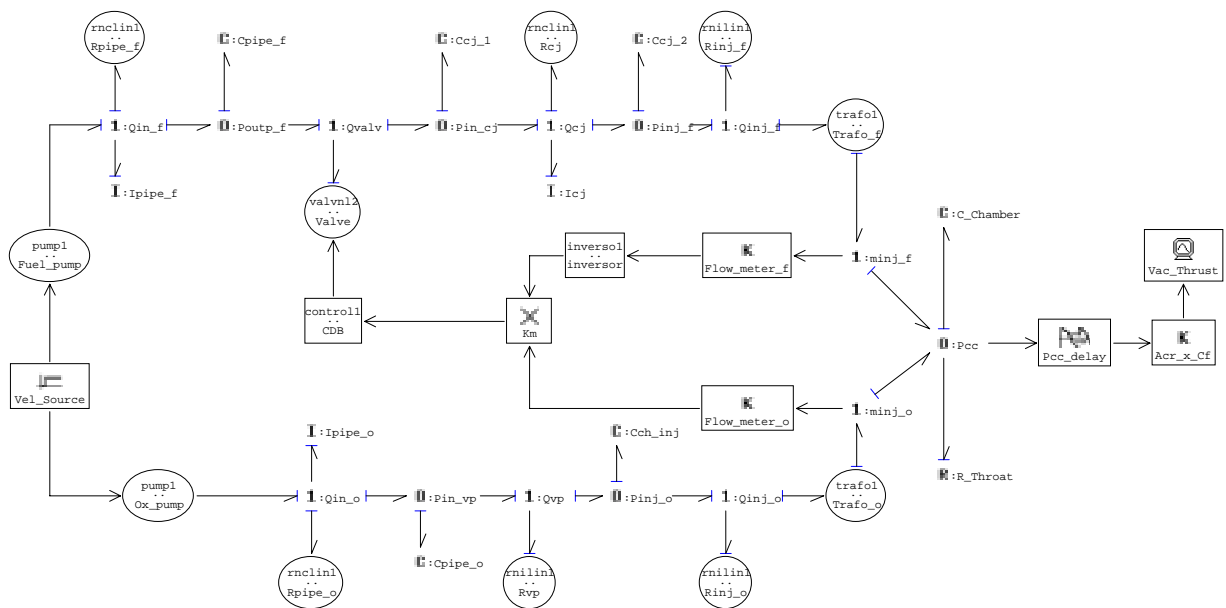 rnclin1
..
Rpipe_f
C:Cpipe_f
C:Ccj_1
rnclin1
..
Rcj
C:Ccj_2
rnilin1
..
Rinj_f
1:Qin_f
0:Poutp_f
1:Qvalv
0:Pin_cj
1:Qcj
0:Pinj_f
1:Qinj_f
trafo1
..
Trafo_f
I:Ipipe_f
valvnl2
..
Valve
I:Icj
C:C_Chamber
pump1
..
Fuel_pump
inverso1
..
inversor
K
Flow_meter_f
1:minj_f
Vac_Thrust
control1
..
CDB
Km
0:Pcc
Pcc_delay
K
Acr_x_Cf
Vel_Source
K
Flow_meter_o
1:minj_o
I:Ipipe_o
C:Cch_inj
R:R_Throat
pump1
..
Ox_pump
1:Qin_o
0:Pin_vp
1:Qvp
0:Pinj_o
1:Qinj_o
trafo1
..
Trafo_o
rnclin1
..
Rpipe_o
C:Cpipe_o
rnilin1
..
Rvp
rnilin1
..
Rinj_o